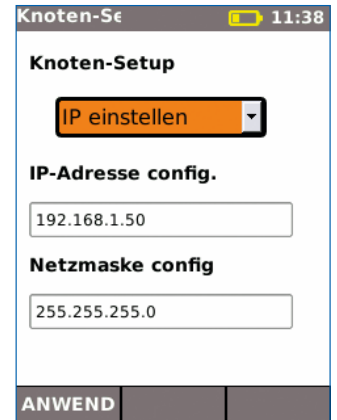 Knoten-Se 11:38
Knoten-Setup
IP einstellen
IP-Adresse config.
192.168.1.50
Netzmaske config
255.255.255.0
ANWEND